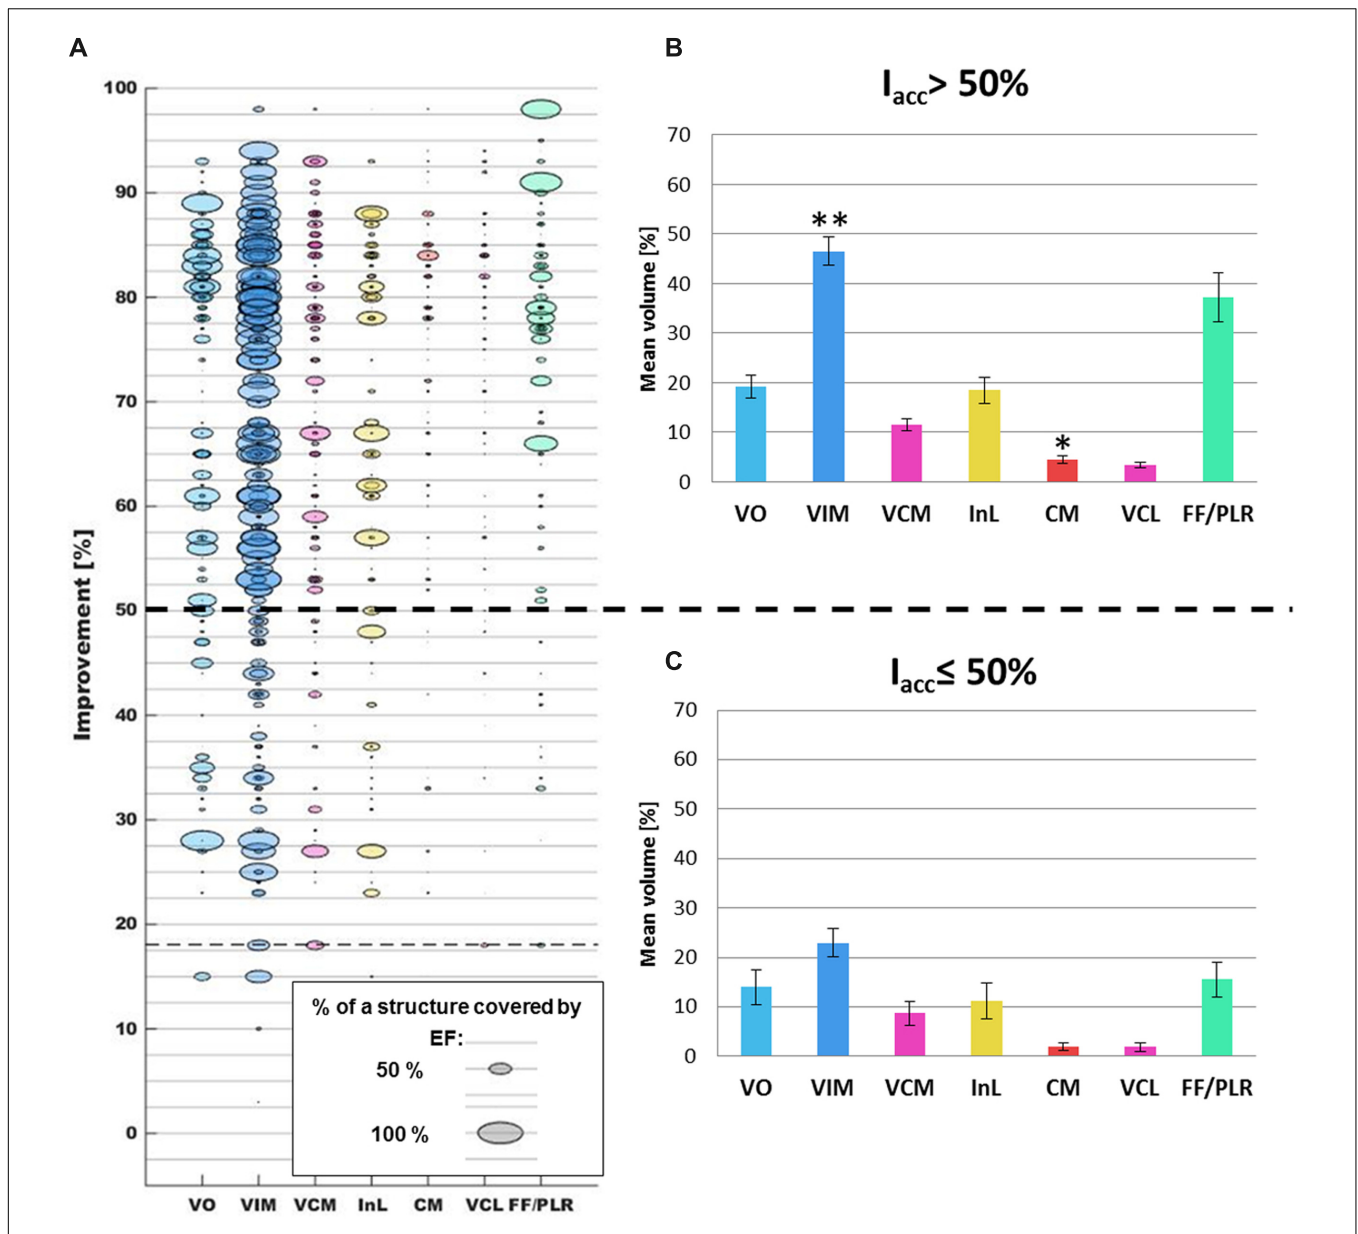 A
100
90
80
70
60
50
40
30
20
10
0
Improvement [%]
VO VIM VCM InL CM VCL FF/PLR
% of a structure covered by
EF:
50 %
100 %
B
Iacc> 50%
70
60
50
40
30
20
10
0
Mean volume [%]
**
*
VO VIM VCM InL CM VCL FF/PLR
C
Iacc≤ 50%
70
60
50
40
30
20
10
0
Mean volume [%]
VO VIM VCM InL CM VCL FF/PLR